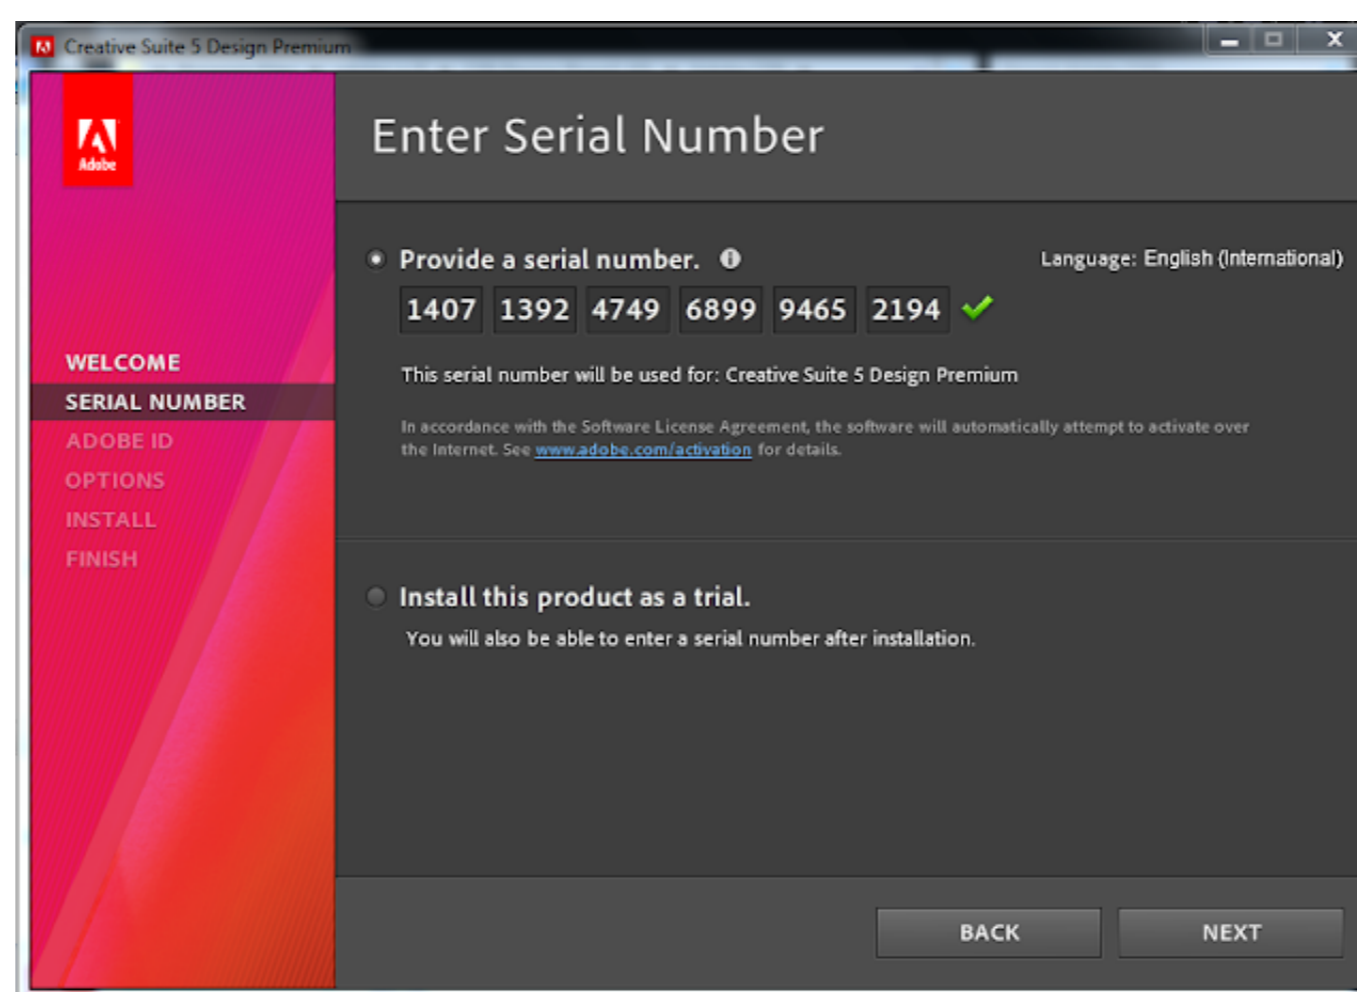 Creative Suite 5 Design Premium
Adobe
Enter Serial Number
Provide a serial number.
Language: English (International)
1407 1392 4749 6899 9465 2194
This serial number will be used for: Creative Suite 5 Design Premium
In accordance with the Software License Agreement, the software will automatically attempt to activate over
the Internet. See www.adobe.com/activation for details.
WELCOME
SERIAL NUMBER
ADOBE ID
OPTIONS
INSTALL
FINISH
Install this product as a trial.
You will also be able to enter a serial number after installation.
BACK
NEXT